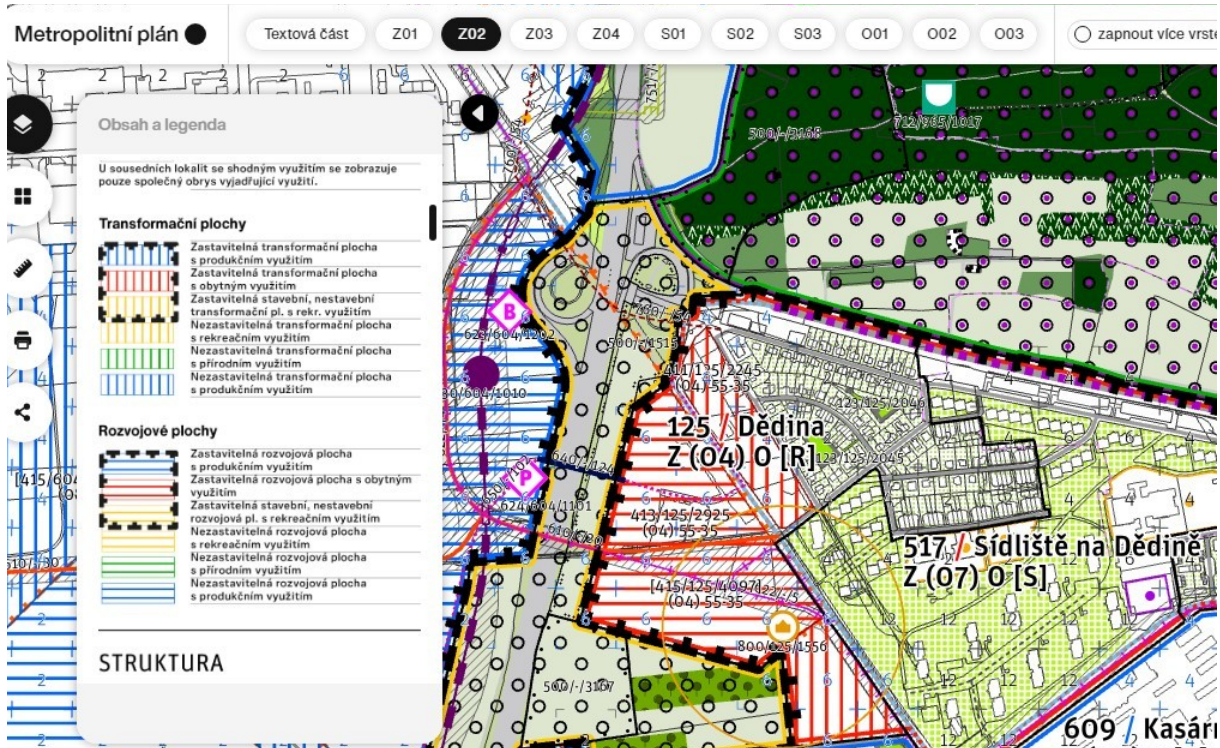 Metropolitní plán
Textová část
Z01
Z02
Z03
Z04
S01
S02
S03
O01
O02
O03
zapnout více vrste
Obsah a legenda
U sousedních lokalit se shodným využitím se zobrazuje
pouze společný obrys vyjadřující využití.
Transformační plochy
Zastavitelná transformační plocha
s produkčním využitím
Zastavitelná transformační plocha
s obytným využitím
Zastavitelná stavební, nestavební
transformační pl. s rekr. využitím
Nezastavitelná transformační plocha
s rekreačním využitím
Nezastavitelná transformační plocha
s přírodním využitím
Nezastavitelná transformační plocha
s produkčním využitím
Rozvojové plochy
Zastavitelná rozvojová plocha
s produkčním využitím
Zastavitelná rozvojová plocha s obytným
využitím
Zastavitelná stavební, nestavební
rozvojová pl. s rekreačním využitím
Nezastavitelná rozvojová plocha
s rekreačním využitím
Nezastavitelná rozvojová plocha
s přírodním využitím
Nezastavitelná rozvojová plocha
s produkčním využitím
STRUKTURA
712/985/1017
500/-/3168
B
500/-/1515
411/125/2245
(04) 55-35
123/125/2046
125 / Dědina
Z (04) O [R]
123/125/2045
P
624/604/1101
413/125/2925
(04) 55-35
517 / Sídliště na Dědině
Z (07) O [S]
[415/125/4097]
(04) 55-35
800/125/1556
500/-/3167
609 / Kasárn